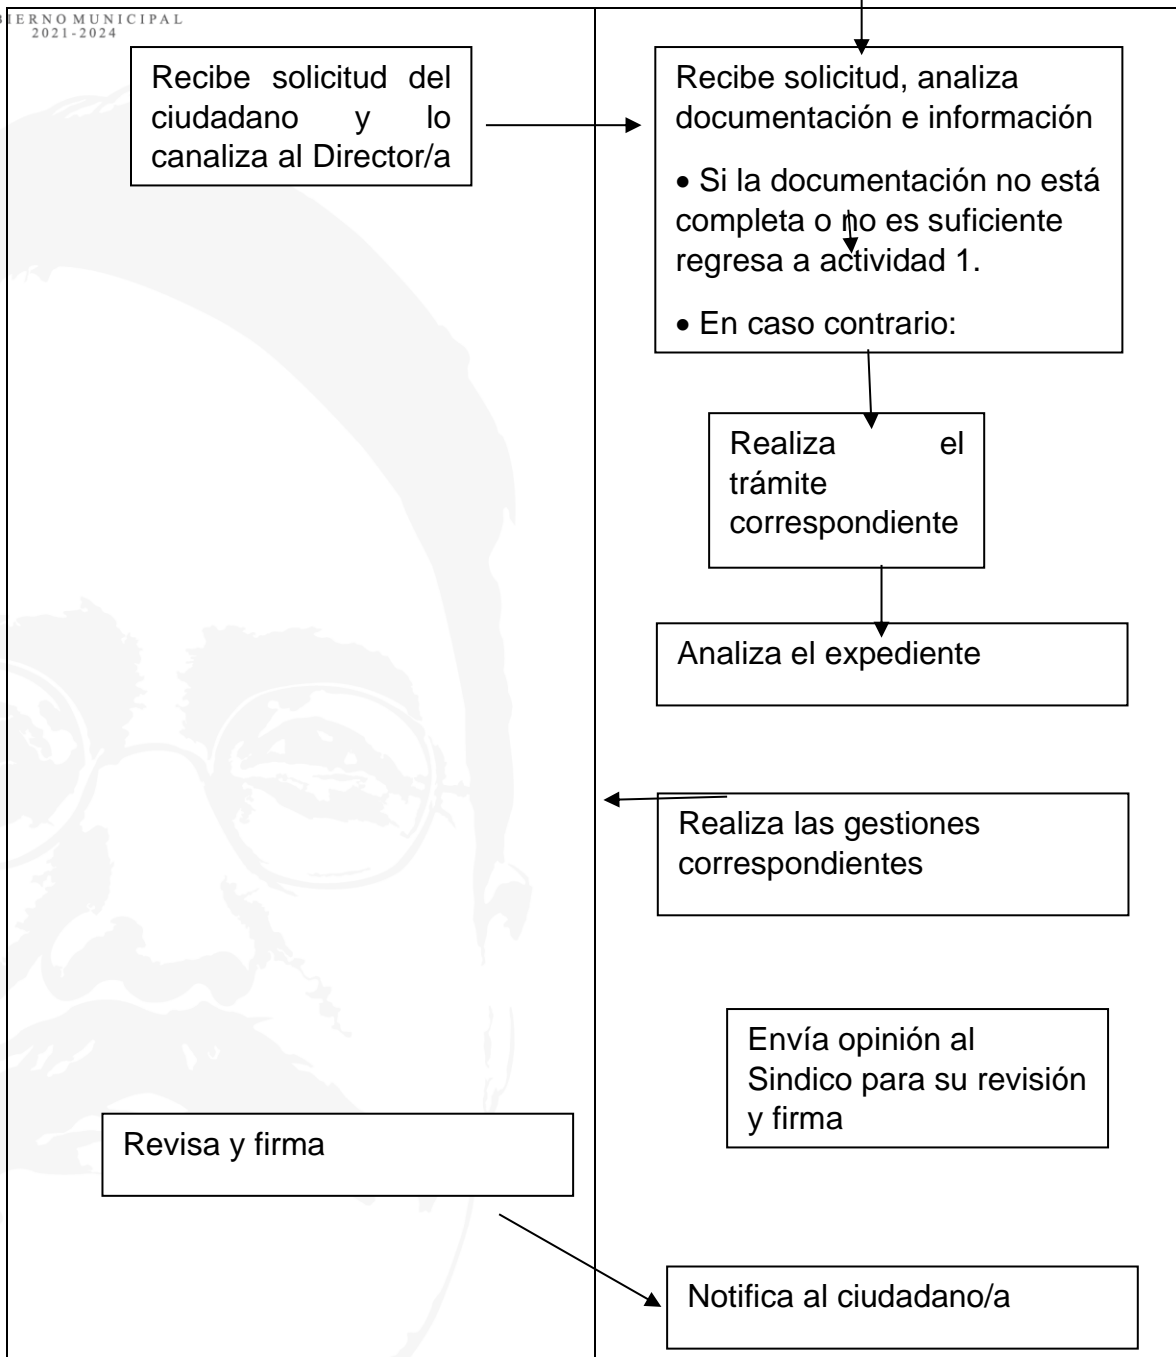 BIERNO MUNICIPAL
2021-2024
Recibe solicitud del
ciudadano y lo
canaliza al Director/a
Recibe solicitud, analiza
documentación e información
• Si la documentación no está
completa o no es suficiente
regresa a actividad 1.
• En caso contrario:
Realiza el
trámite
correspondiente
Analiza el expediente
Realiza las gestiones
correspondientes
Envía opinión al
Sindico para su revisión
y firma
Revisa y firma
Notifica al ciudadano/a